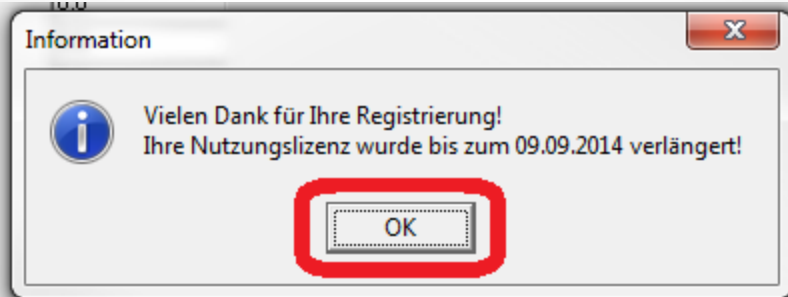 Information
Vielen Dank für Ihre Registrierung!
Ihre Nutzungslizenz wurde bis zum 09.09.2014 verlängert!
OK